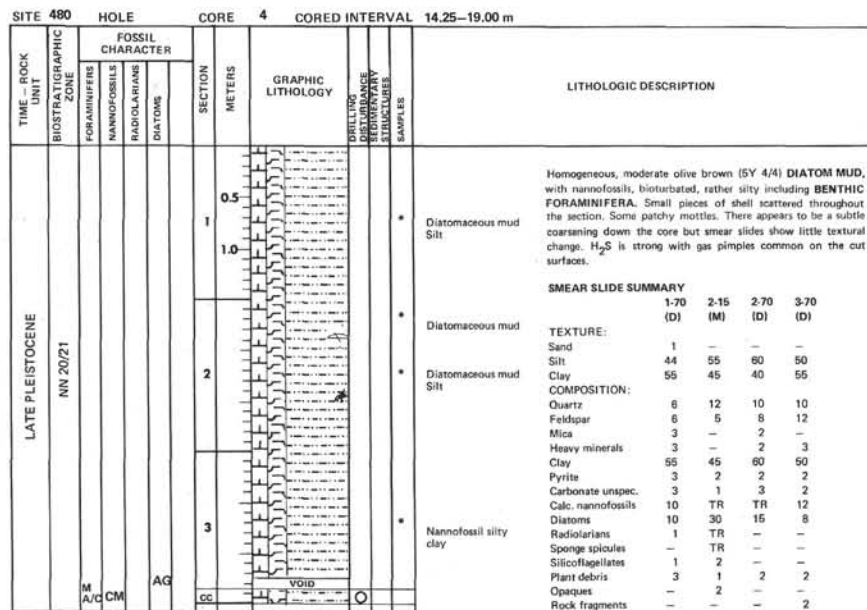 SITE 480 HOLE CORE 4 CORED INTERVAL 14.25–19.00 m
TIME – ROCK UNIT
BIOSTRATIGRAPHIC ZONE
FOSSIL CHARACTER
FORAMINIFERS
NANNOFOSSILS
RADIOLARIANS
DIATOMS
SECTION
METERS
GRAPHIC LITHOLOGY
DRILLING DISTURBANCE
SEDIMENTARY STRUCTURES
SAMPLES
LITHOLOGIC DESCRIPTION
LATE PLEISTOCENE
NN 20/21
M A/C
CM
AG
1
0.5
1.0
2
3
CC
VOID
*
Diatomaceous mud
Silt
*
Diatomaceous mud
*
Diatomaceous mud
Silt
*
Nannofossil silty
clay
Homogeneous, moderate olive brown (5Y 4/4) DIATOM MUD,
with nannofossils, bioturbated, rather silty including BENTHIC
FORAMINIFERA. Small pieces of shell scattered throughout
the section. Some patchy mottles. There appears to be a subtle
coarsening down the core but smear slides show little textural
change. H2S is strong with gas pimples common on the cut
surfaces.
SMEAR SLIDE SUMMARY
1-70 2-15 2-70 3-70
(D) (M) (D) (D)
TEXTURE:
Sand 1 – – –
Silt 44 55 60 50
Clay 55 45 40 55
COMPOSITION:
Quartz 6 12 10 10
Feldspar 6 5 8 12
Mica 3 – 2 –
Heavy minerals 3 – 2 3
Clay 55 45 60 50
Pyrite 3 2 2 2
Carbonate unspec. 3 1 3 2
Calc. nannofossils 10 TR TR 12
Diatoms 10 30 15 8
Radiolarians 1 TR – –
Sponge spicules – TR – –
Silicoflagellates 1 2 – –
Plant debris 3 1 2 2
Opaques – 2 – –
Rock fragments – – – 2